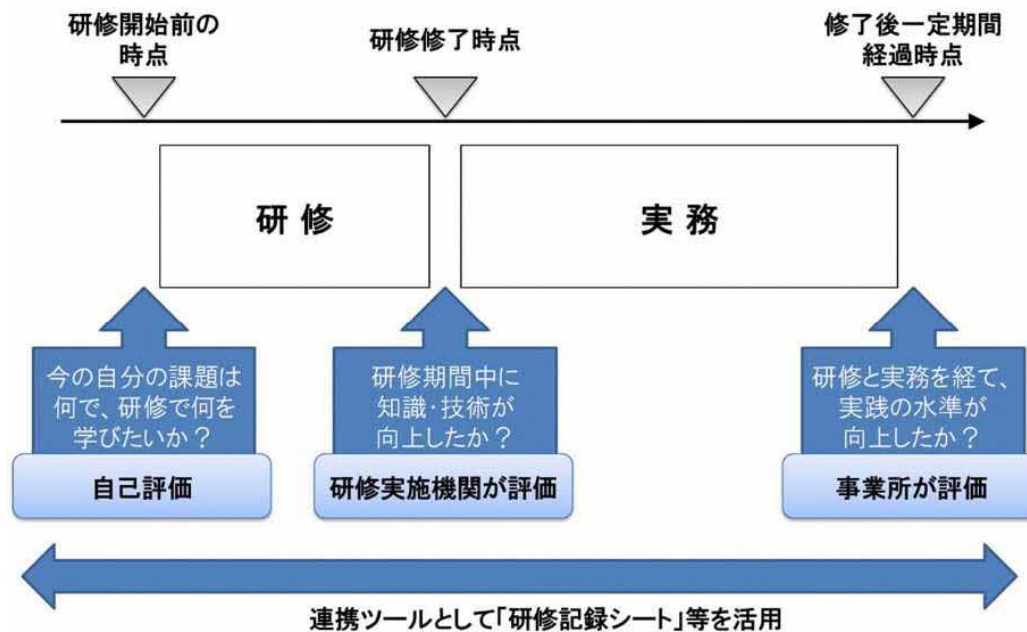 研修開始前の
時点
研修修了時点
修了後一定期間
経過時点
研 修
実 務
今の自分の課題は
何で、研修で何を
学びたいか？
自己評価
研修期間中に
知識・技術が
向上したか？
研修実施機関が評価
研修と実務を経て、
実践の水準が
向上したか？
事業所が評価
連携ツールとして「研修記録シート」等を活用